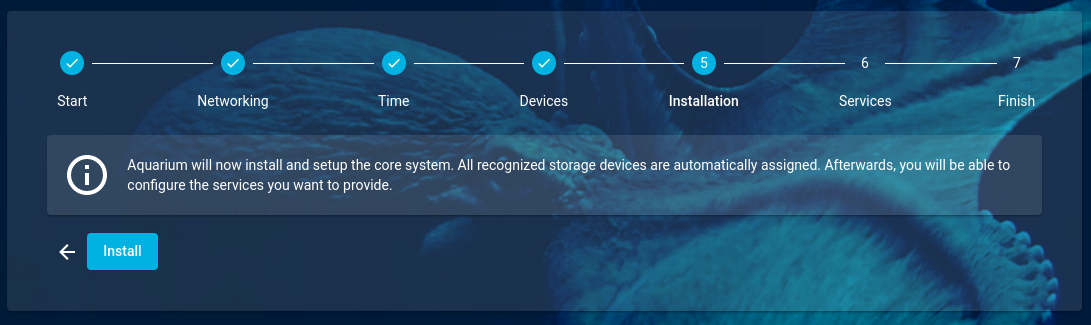 5 6 7
Start Networking Time Devices Installation Services Finish
Aquarium will now install and setup the core system. All recognized storage devices are automatically assigned. Afterwards, you will be able to
configure the services you want to provide.
Install